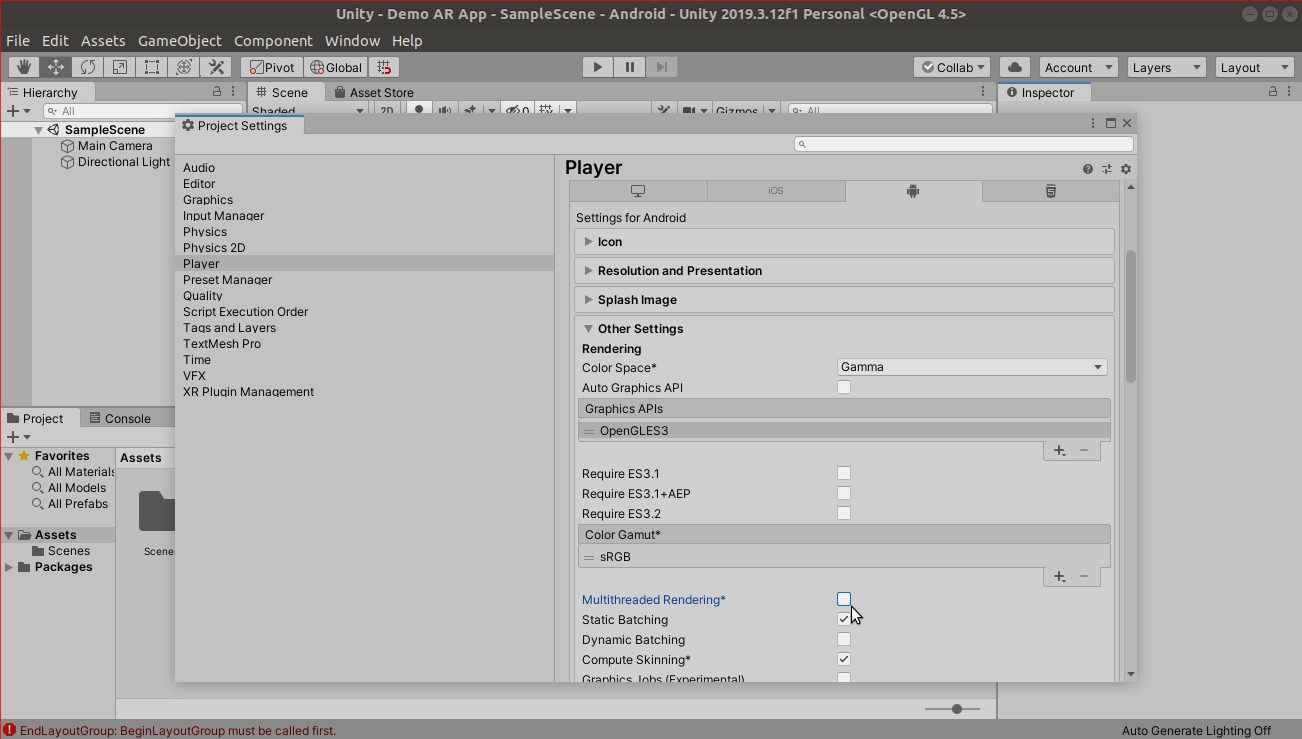 Unity - Demo AR App - SampleScene - Android - Unity 2019.3.12f1 Personal <OpenGL 4.5>
File Edit Assets GameObject Component Window Help
Pivot Global Collab Account Layers Layout
Hierarchy Scene Asset Store Inspector
All Shaded 2D 0 Gizmos All
SampleScene
Main Camera
Directional Light
Project Settings
Audio
Editor
Graphics
Input Manager
Physics
Physics 2D
Player
Preset Manager
Quality
Script Execution Order
Tags and Layers
TextMesh Pro
Time
VFX
XR Plugin Management
Player
iOS
Settings for Android
Icon
Resolution and Presentation
Splash Image
Other Settings
Rendering
Color Space* Gamma
Auto Graphics API
Graphics APIs
OpenGLES3
Require ES3.1
Require ES3.1+AEP
Require ES3.2
Color Gamut*
sRGB
Multithreaded Rendering*
Static Batching
Dynamic Batching
Compute Skinning*
Graphics Jobs (Experimental)
Project Console
Favorites
All Materials
All Models
All Prefabs
Assets
Scenes
Packages
Assets
Scene
EndLayoutGroup: BeginLayoutGroup must be called first.
Auto Generate Lighting Off